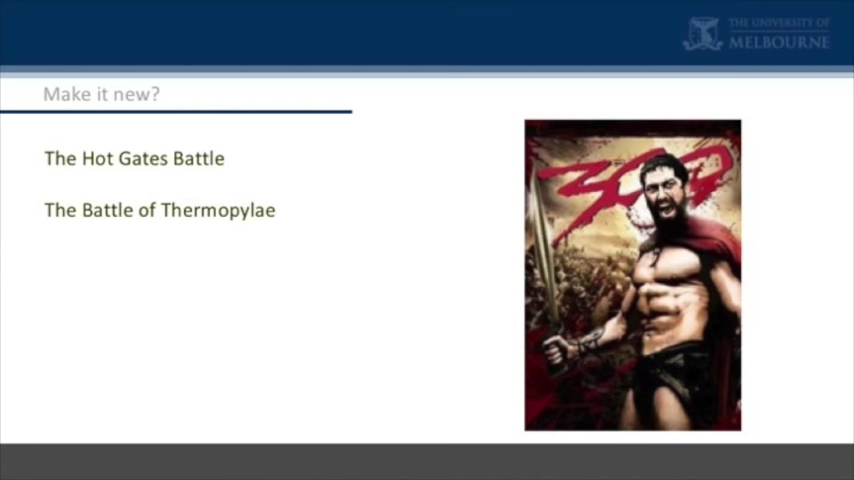 THE UNIVERSITY OF
MELBOURNE
Make it new?
The Hot Gates Battle
The Battle of Thermopylae
300